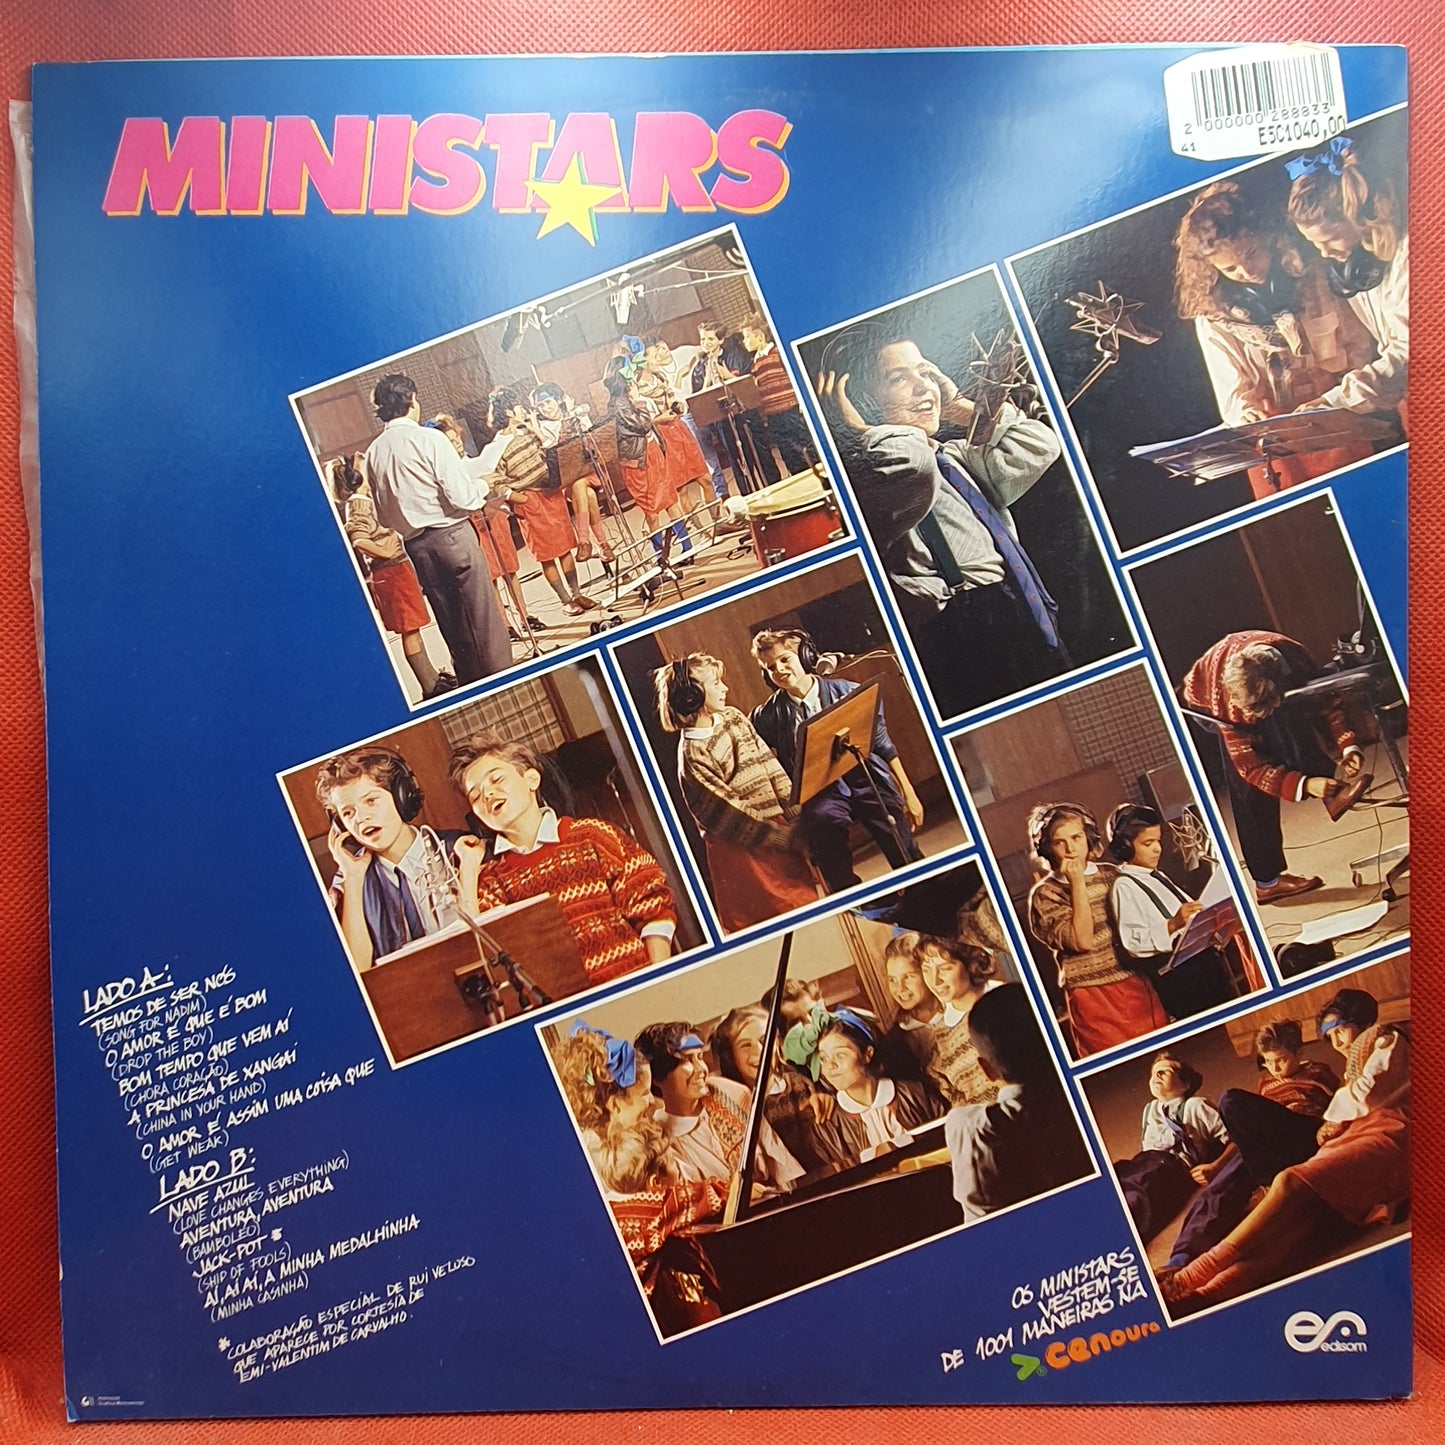 MINISTARS
2 000000 288833
41
ESC1040,00
LADO A:
TEMOS DE SER NÓS
(SONG FOR NADIM)
O AMOR E QUE É BOM
(DROP THE BOY)
BOM TEMPO QUE VEM AÍ
(CHORA CORAÇÃO)
A PRINCESA DE XANGAÍ
(CHINA IN YOUR HAND)
O AMOR É ASSIM UMA COISA QUE
(GET WEAK)
LADO B:
NAVE AZUL
(LOVE CHANGES EVERYTHING)
AVENTURA, AVENTURA
(BAMBOLEO)
JACK-POT *
(SHIP OF FOOLS)
AÍ, AÍ AÍ, A MINHA MEDALHINHA
(MINHA CASINHA)
*COLABORAÇÃO ESPECIAL DE RUI VELOSO
QUE APARECE POR CORTESIA DE
EMI-VALENTIM DE CARVALHO.
OS MINISTARS
VESTEM-SE
DE 1001 MANEIRAS NA
cenoura
edisom